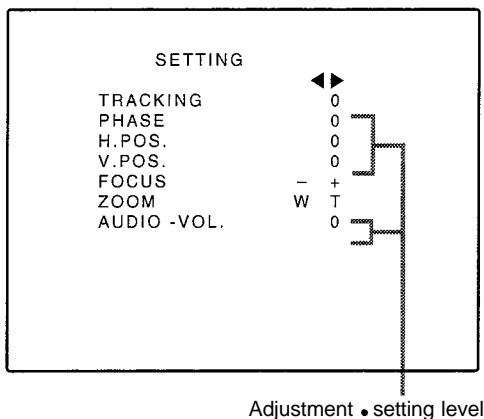 SETTING
◀ ▶
TRACKING 0
PHASE 0
H.POS. 0
V.POS. 0
FOCUS – +
ZOOM W T
AUDIO -VOL. 0
Adjustment • setting level